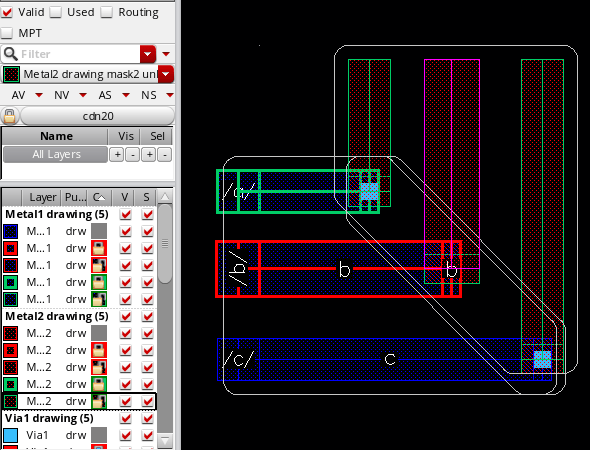 Valid Used Routing
MPT
Filter
Metal2 drawing mask2 unl
AV NV AS NS
cdn20
Name Vis Sel
All Layers + - + -
Layer Pu... C V S
Metal1 drawing (5)
M...1 drw
M...1 drw
M...1 drw
M...1 drw
M...1 drw
Metal2 drawing (5)
M...2 drw
M...2 drw
M...2 drw
M...2 drw
M...2 drw
Via1 drawing (5)
Via1 drw
/a/
/b/ b b
/c/ c